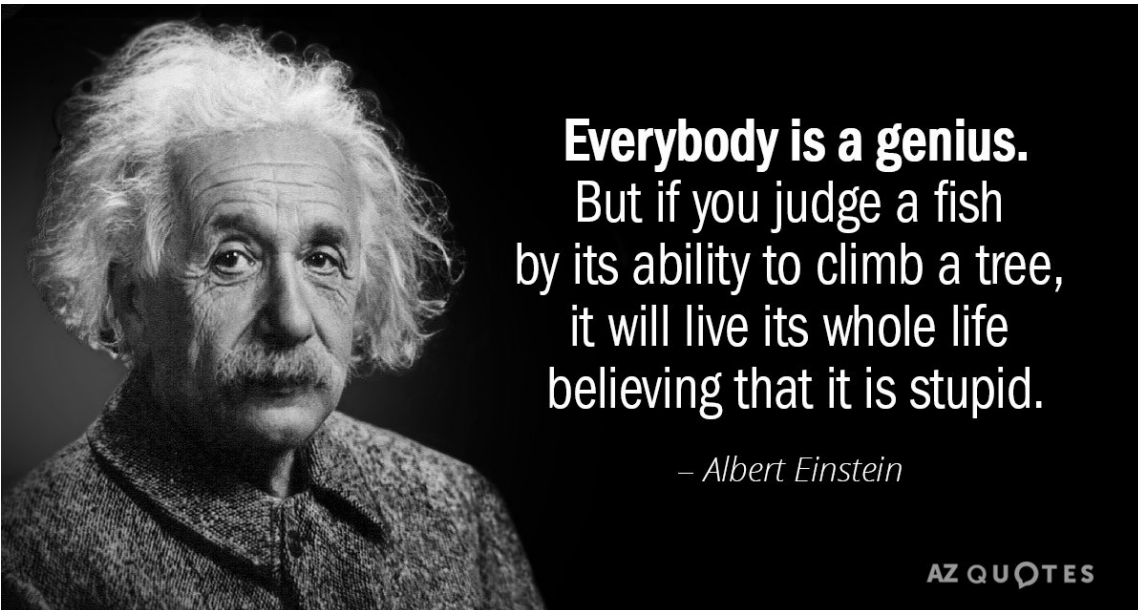 Everybody is a genius.
But if you judge a fish
by its ability to climb a tree,
it will live its whole life
believing that it is stupid.
– Albert Einstein
AZ QUOTES